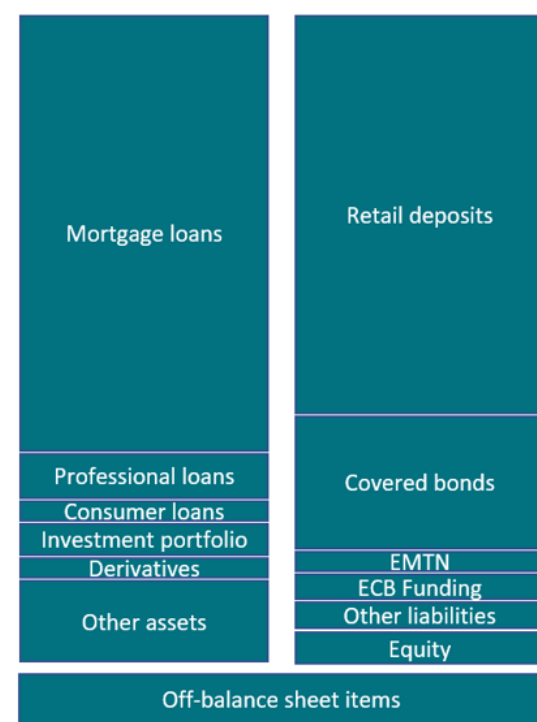 Mortgage loans
Professional loans
Consumer loans
Investment portfolio
Derivatives
Other assets
Retail deposits
Covered bonds
EMTN
ECB Funding
Other liabilities
Equity
Off-balance sheet items